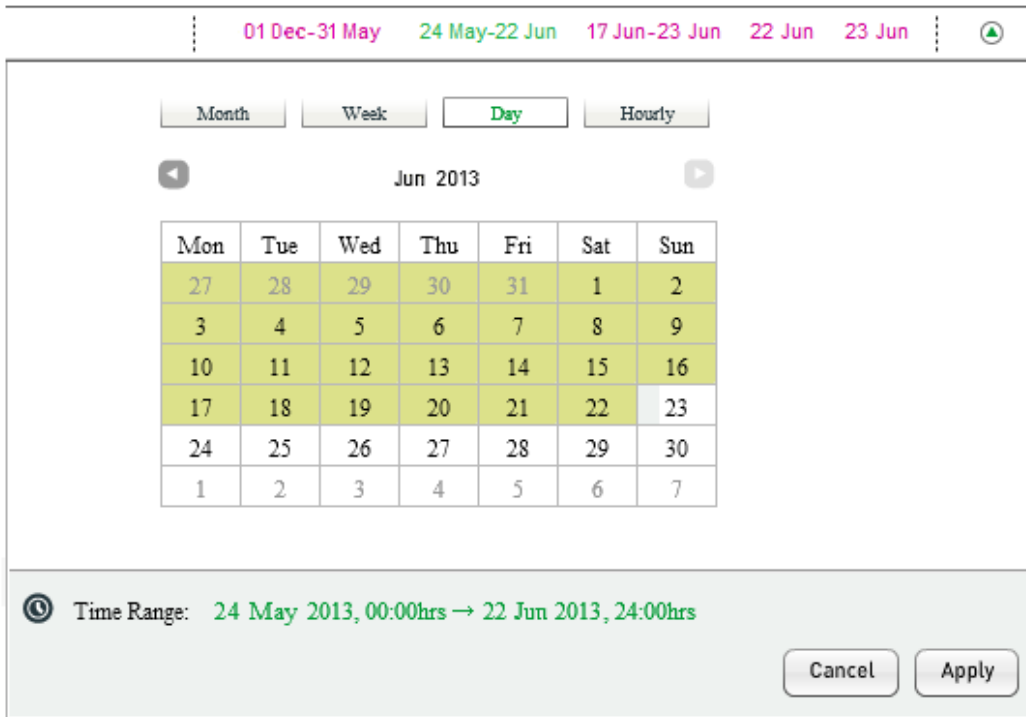 01 Dec-31 May 24 May-22 Jun 17 Jun-23 Jun 22 Jun 23 Jun
Month Week Day Hourly
Jun 2013
Mon Tue Wed Thu Fri Sat Sun
27 28 29 30 31 1 2
3 4 5 6 7 8 9
10 11 12 13 14 15 16
17 18 19 20 21 22 23
24 25 26 27 28 29 30
1 2 3 4 5 6 7
Time Range: 24 May 2013, 00:00hrs → 22 Jun 2013, 24:00hrs
Cancel Apply